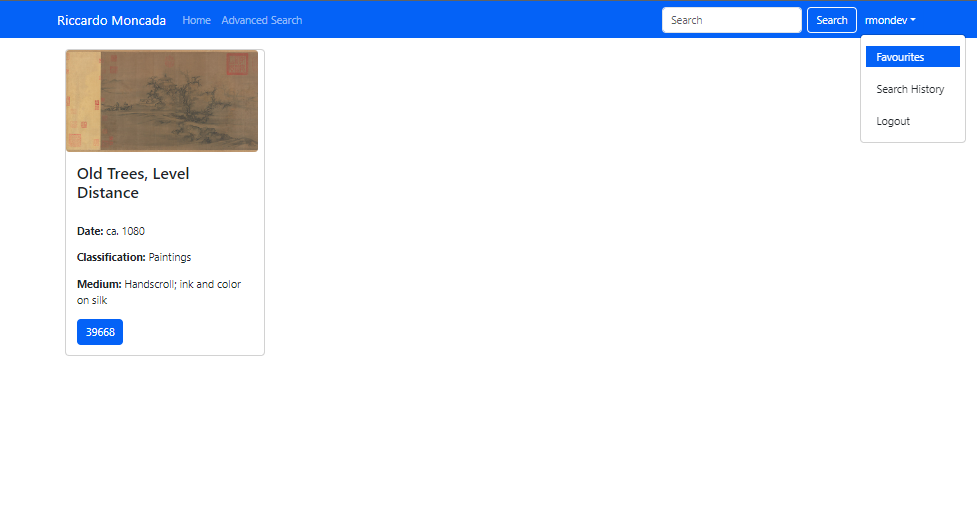 Riccardo Moncada Home Advanced Search Search Search rmondev
Favourites
Search History
Logout
Old Trees, Level
Distance
Date: ca. 1080
Classification: Paintings
Medium: Handscroll; ink and color
on silk
39668